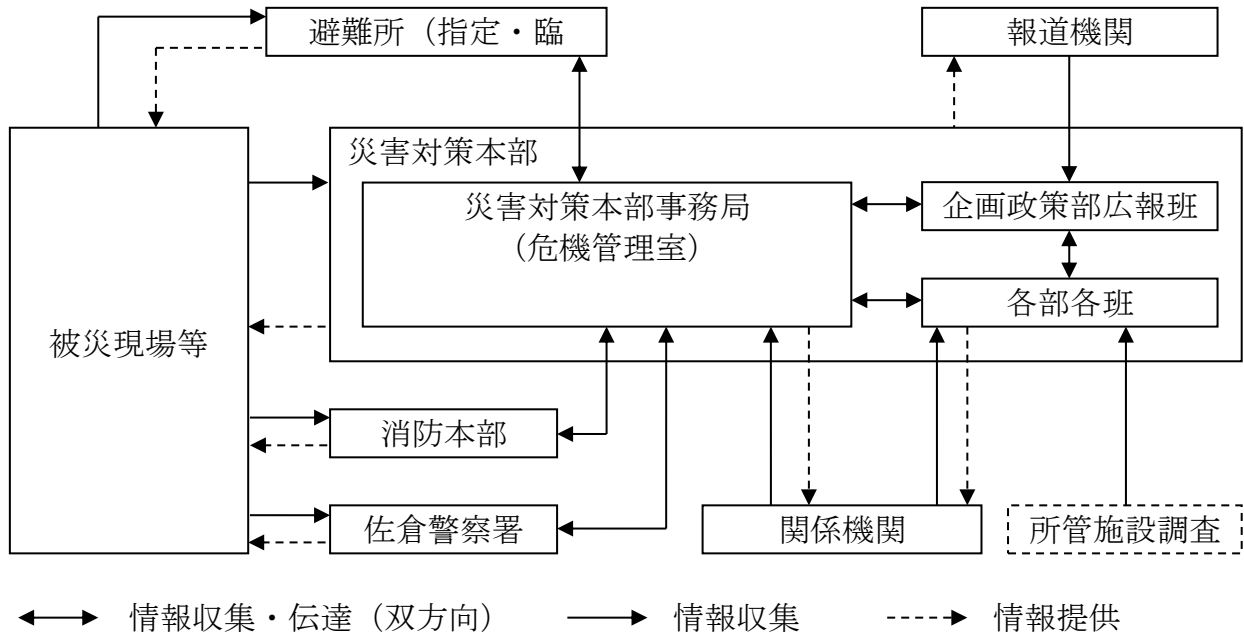 避難所（指定・臨
報道機関
災害対策本部
災害対策本部事務局
（危機管理室）
企画政策部広報班
各部各班
被災現場等
消防本部
佐倉警察署
関係機関
所管施設調査
情報収集・伝達（双方向）
情報収集
情報提供